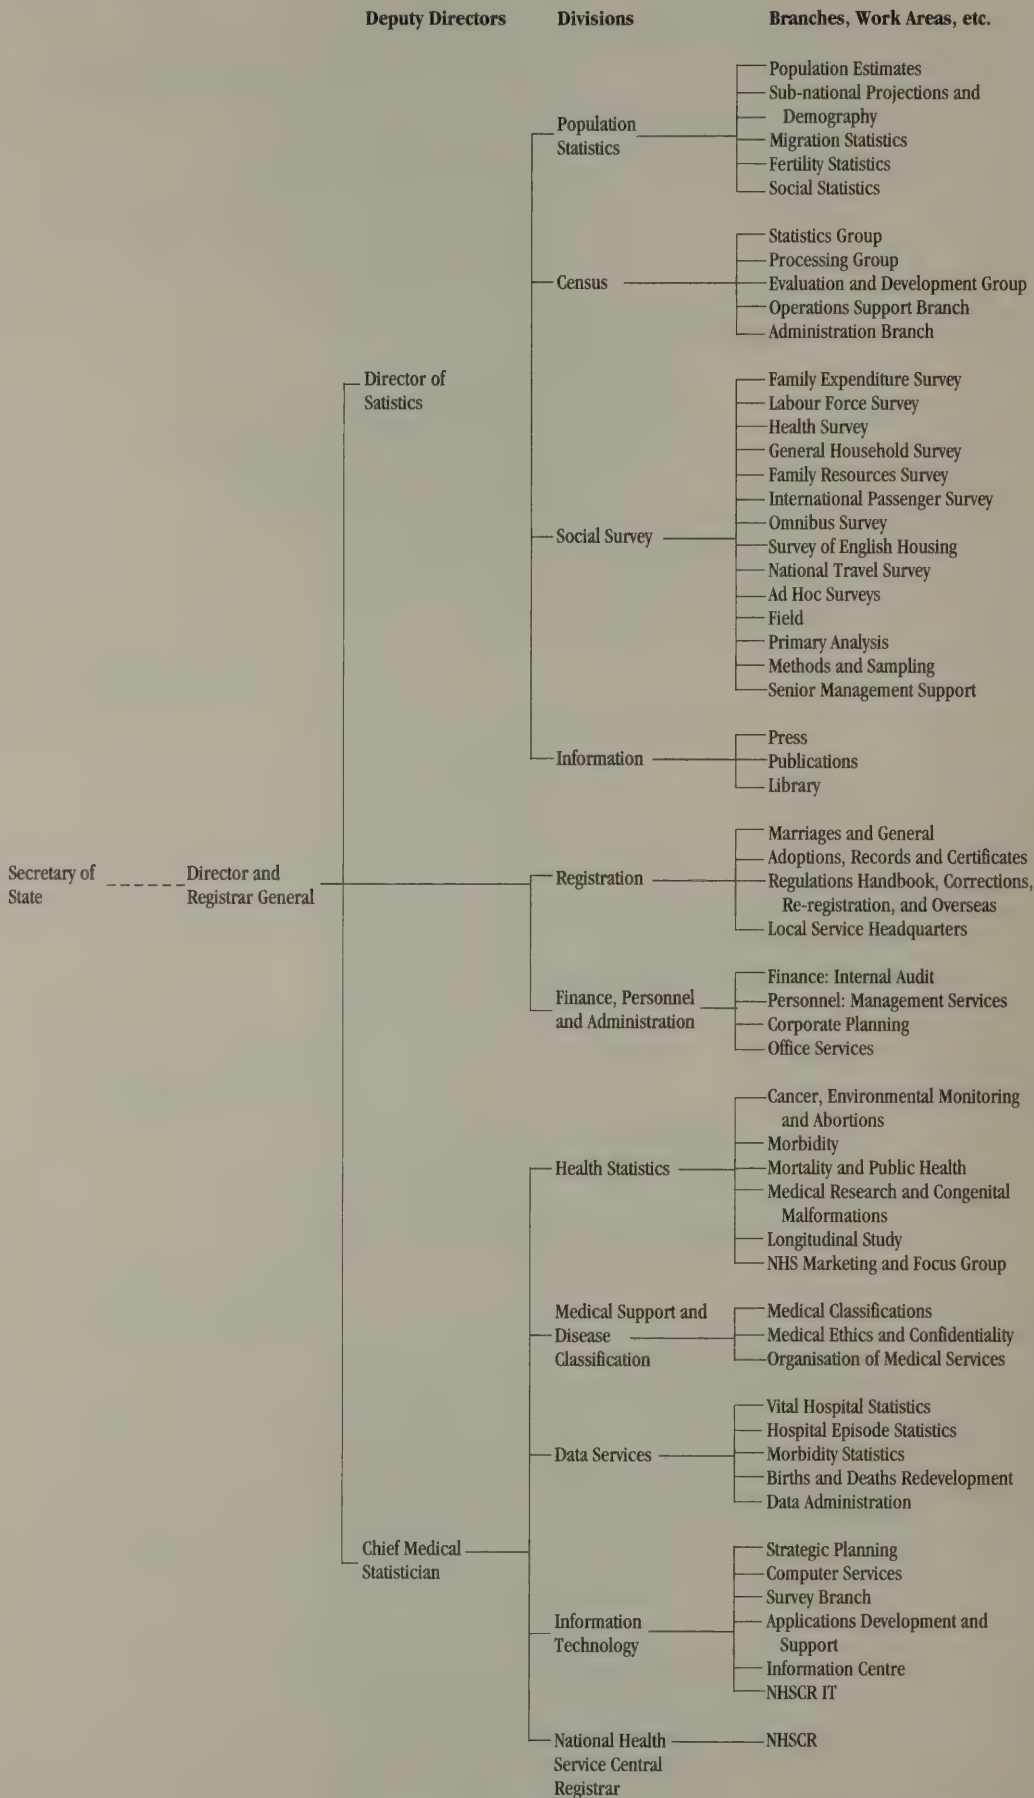 Deputy Directors Divisions Branches, Work Areas, etc.
Population Estimates
Sub-national Projections and
Demography
Migration Statistics
Fertility Statistics
Social Statistics
Population
Statistics
Statistics Group
Processing Group
Evaluation and Development Group
Operations Support Branch
Administration Branch
Census
Director of
Satistics
Family Expenditure Survey
Labour Force Survey
Health Survey
General Household Survey
Family Resources Survey
International Passenger Survey
Omnibus Survey
Survey of English Housing
National Travel Survey
Ad Hoc Surveys
Field
Primary Analysis
Methods and Sampling
Senior Management Support
Social Survey
Press
Publications
Library
Information
Secretary of
State
Director and
Registrar General
Registration
Marriages and General
Adoptions, Records and Certificates
Regulations Handbook, Corrections,
Re-registration, and Overseas
Local Service Headquarters
Finance, Personnel
and Administration
Finance: Internal Audit
Personnel: Management Services
Corporate Planning
Office Services
Health Statistics
Cancer, Environmental Monitoring
and Abortions
Morbidity
Mortality and Public Health
Medical Research and Congenital
Malformations
Longitudinal Study
NHS Marketing and Focus Group
Medical Support and
Disease
Classification
Medical Classifications
Medical Ethics and Confidentiality
Organisation of Medical Services
Data Services
Vital Hospital Statistics
Hospital Episode Statistics
Morbidity Statistics
Births and Deaths Redevelopment
Data Administration
Chief Medical
Statistician
Information
Technology
Strategic Planning
Computer Services
Survey Branch
Applications Development and
Support
Information Centre
NHSCR IT
National Health
Service Central
Registrar
NHSCR